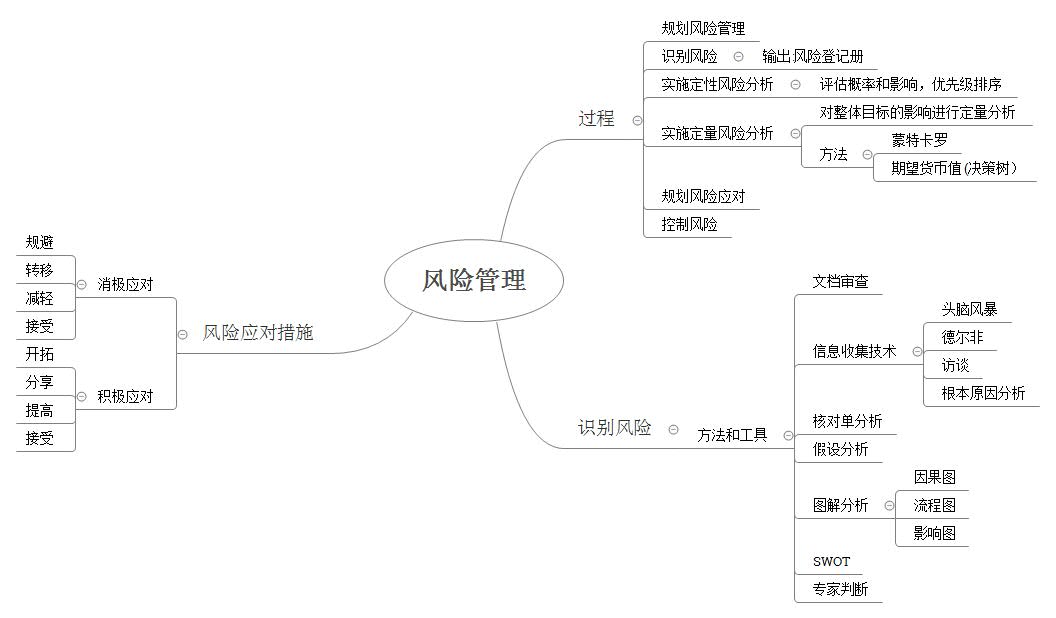 风险管理
过程
规划风险管理
识别风险
输出:风险登记册
实施定性风险分析
评估概率和影响，优先级排序
实施定量风险分析
对整体目标的影响进行定量分析
方法
蒙特卡罗
期望货币值(决策树）
规划风险应对
控制风险
识别风险
方法和工具
文档审查
信息收集技术
头脑风暴
德尔菲
访谈
根本原因分析
核对单分析
假设分析
图解分析
因果图
流程图
影响图
SWOT
专家判断
风险应对措施
消极应对
规避
转移
减轻
接受
积极应对
开拓
分享
提高
接受